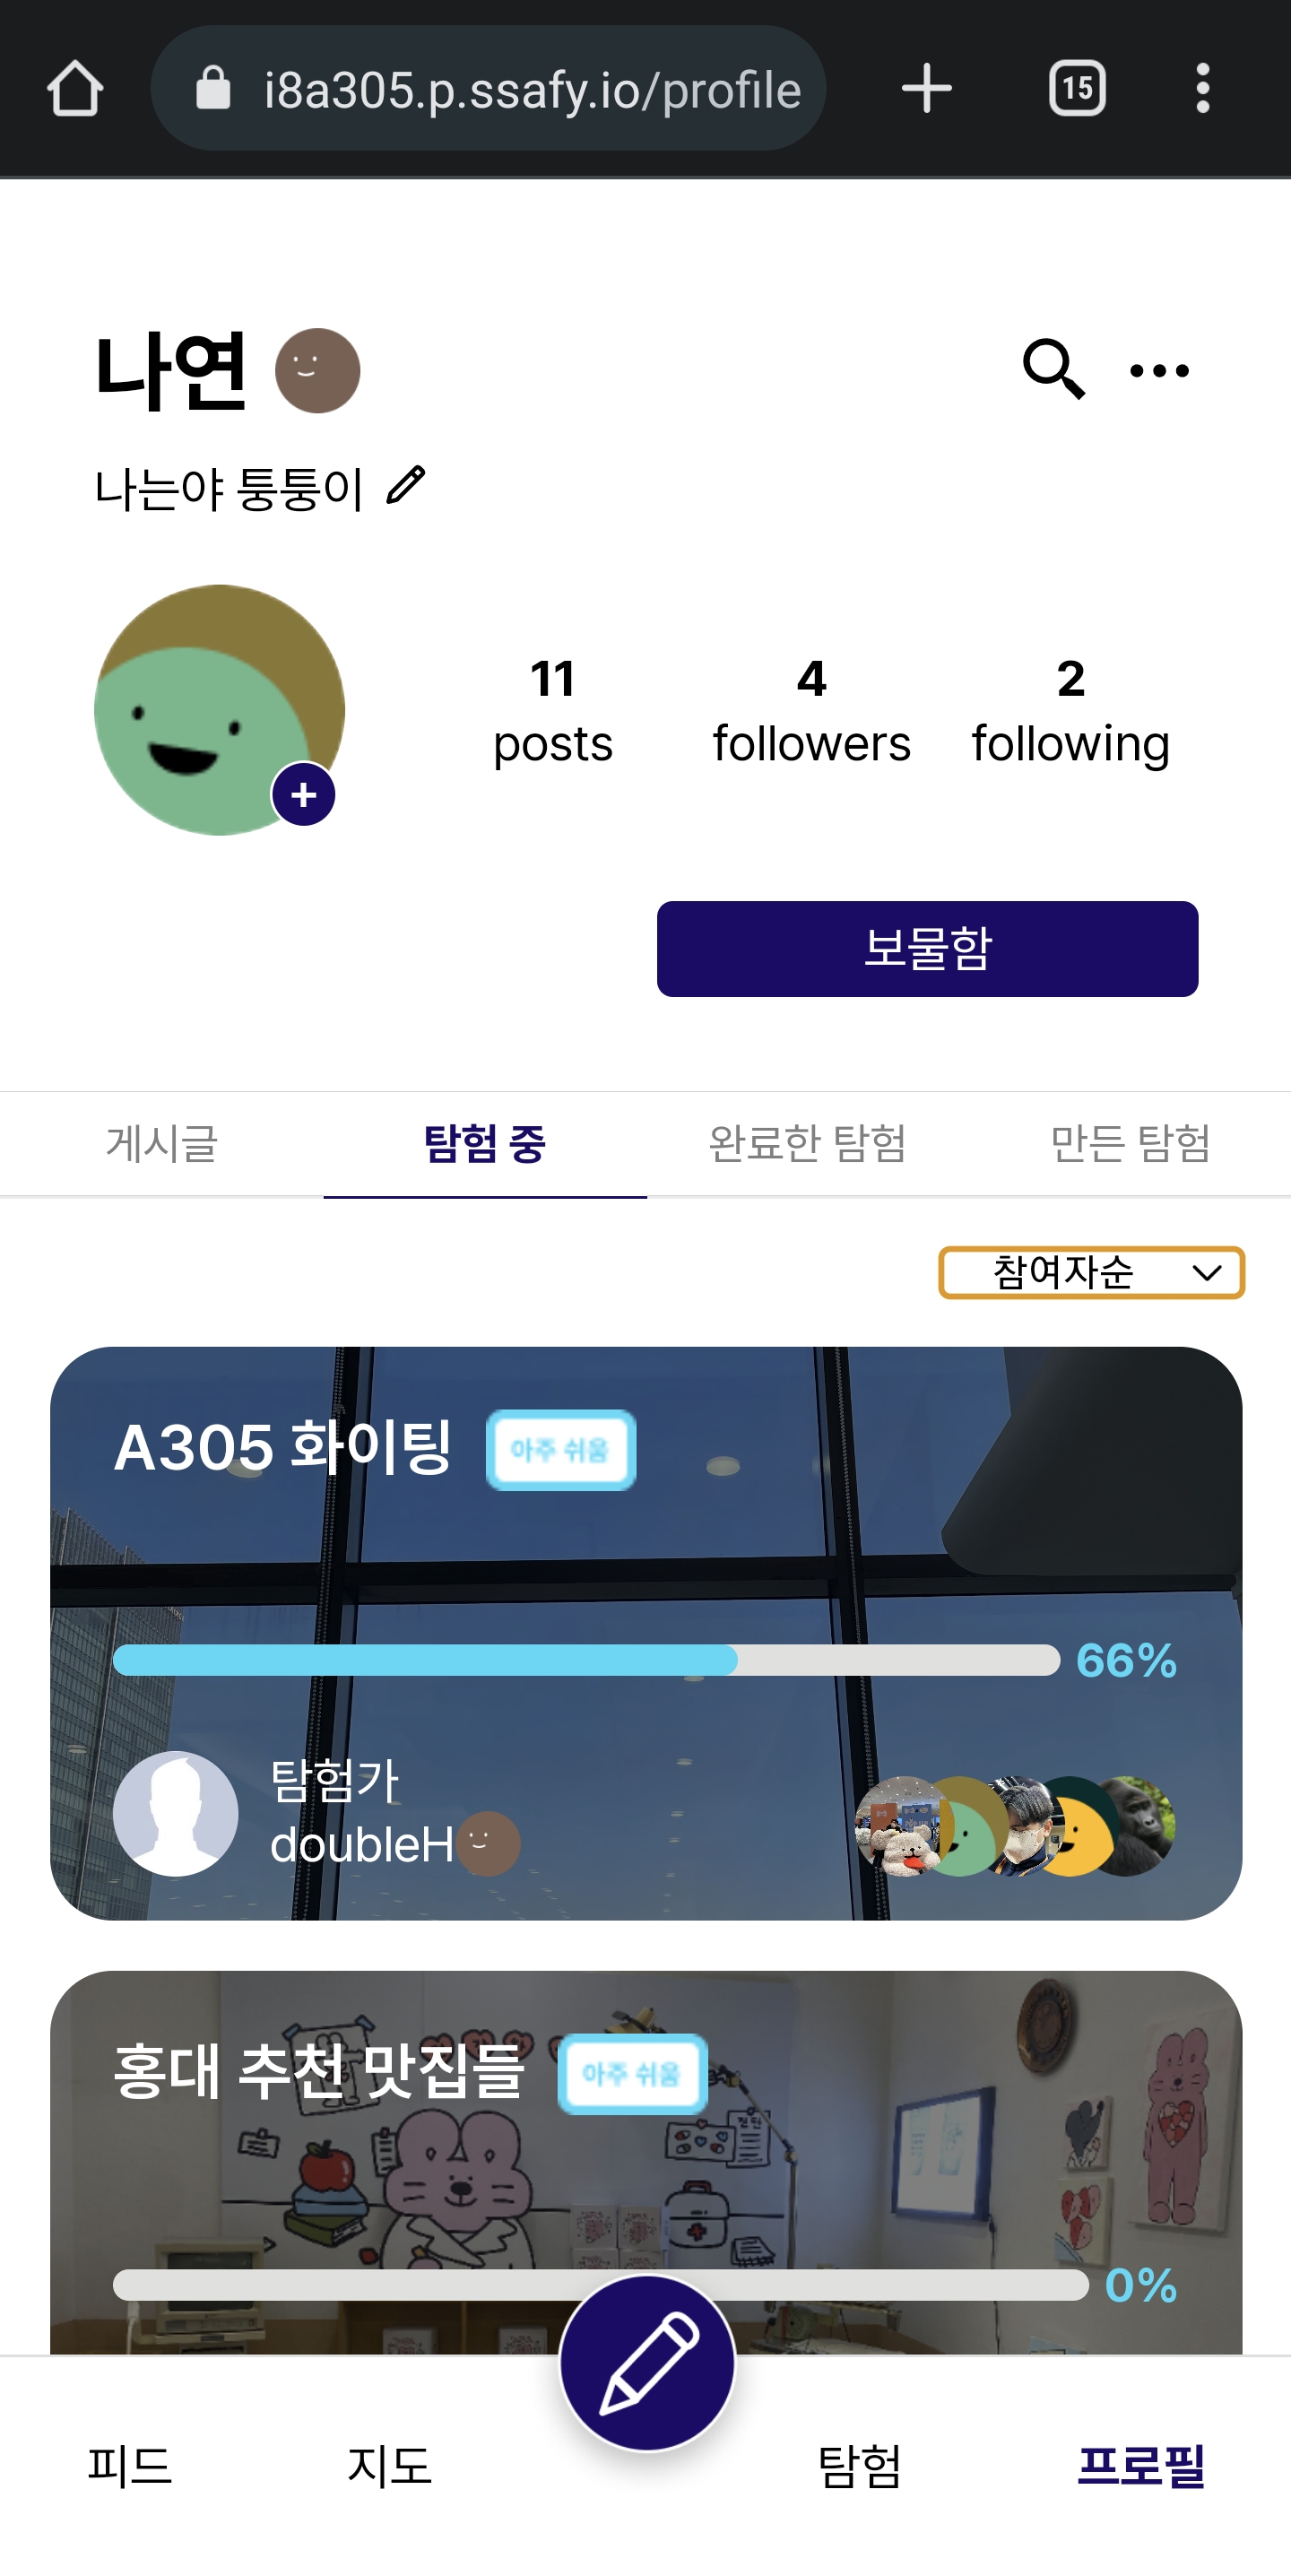 i8a305.p.ssafy.io/profile
15
나연
나는야 퉁퉁이
11
posts
4
followers
2
following
보물함
게시글
탐험 중
완료한 탐험
만든 탐험
참여자순
A305 화이팅
아주 쉬움
66%
탐험가
doubleH
홍대 추천 맛집들
아주 쉬움
0%
피드
지도
탐험
프로필